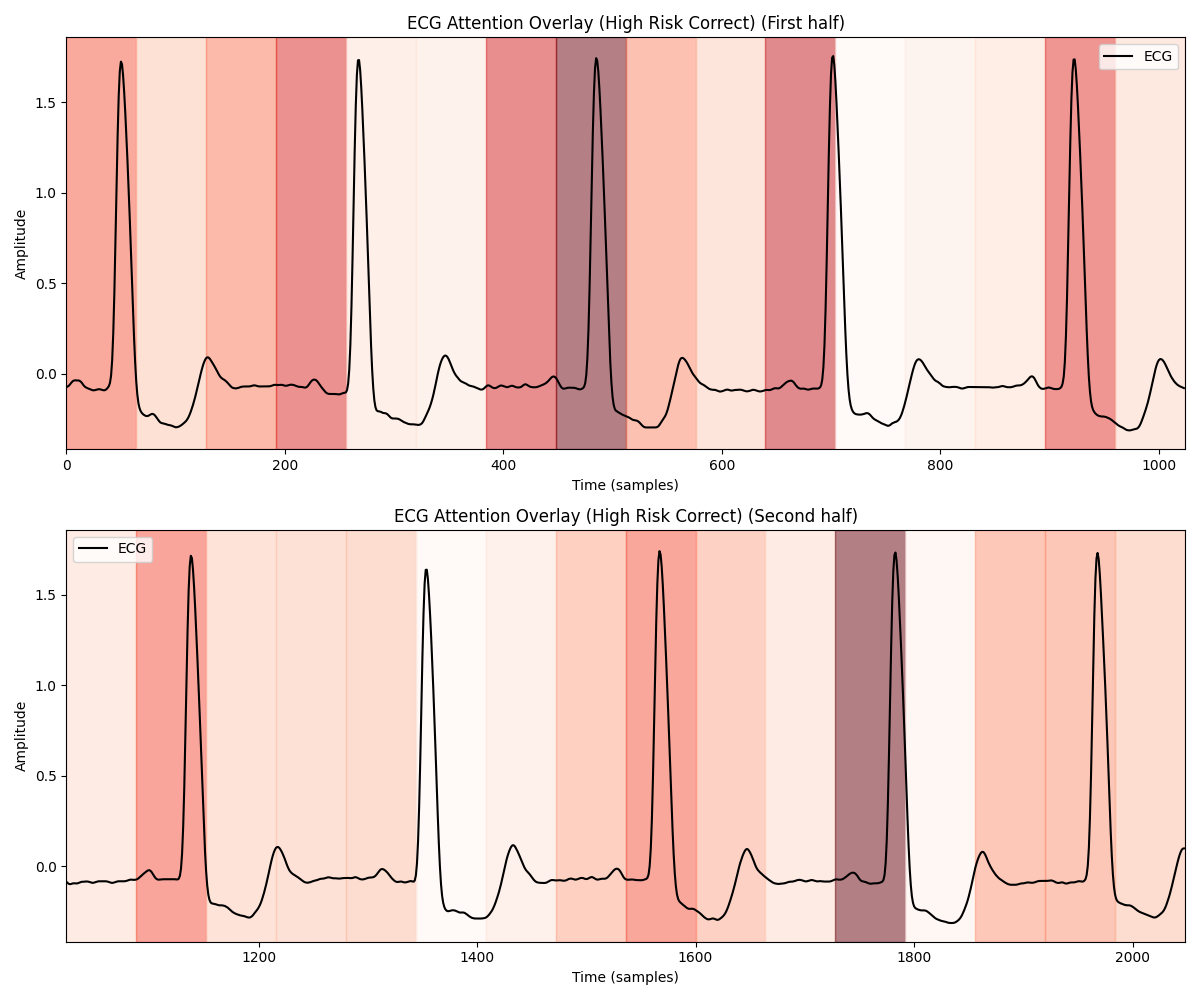 ECG Attention Overlay (High Risk Correct) (First half)
ECG
Amplitude
1.5
1.0
0.5
0.0
0 200 400 600 800 1000
Time (samples)
ECG Attention Overlay (High Risk Correct) (Second half)
ECG
Amplitude
1.5
1.0
0.5
0.0
1200 1400 1600 1800 2000
Time (samples)